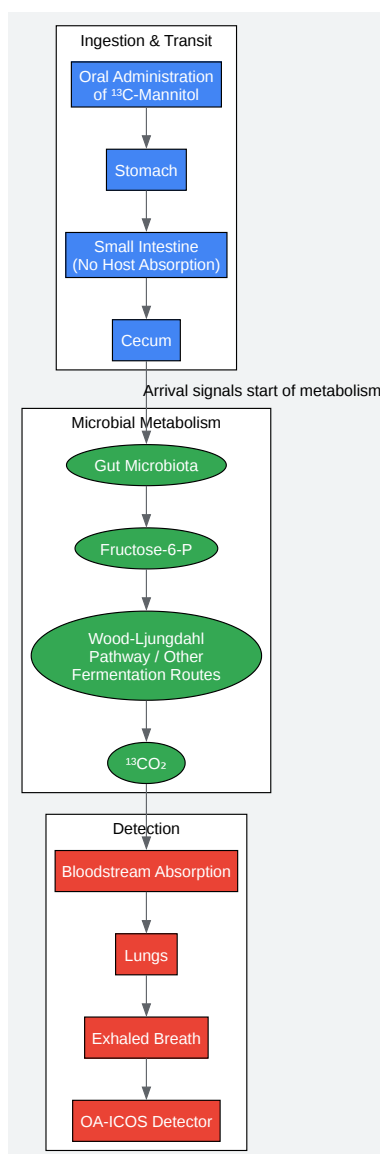 Ingestion & Transit
Oral Administration
of ¹³C-Mannitol
Stomach
Small Intestine
(No Host Absorption)
Cecum
Arrival signals start of metabolism
Microbial Metabolism
Gut Microbiota
Fructose-6-P
Wood-Ljungdahl
Pathway / Other
Fermentation Routes
¹³CO₂
Detection
Bloodstream Absorption
Lungs
Exhaled Breath
OA-ICOS Detector